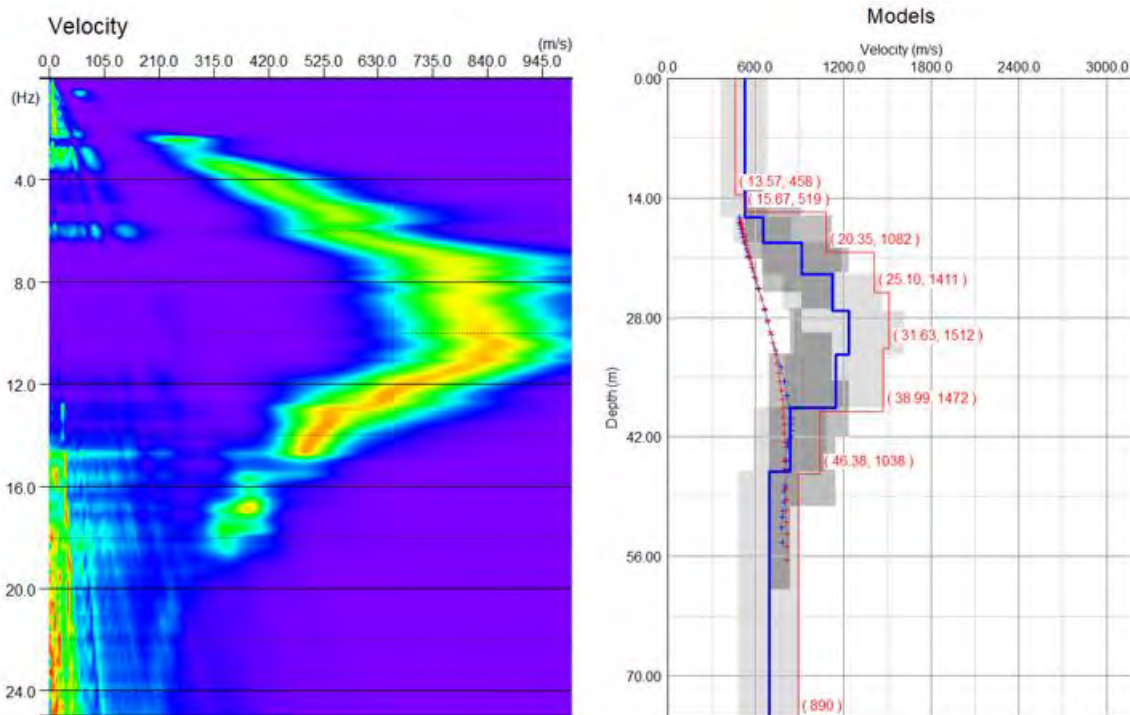 Velocity
(m/s)
0.0 105.0 210.0 315.0 420.0 525.0 630.0 735.0 840.0 945.0
(Hz)
4.0
8.0
12.0
16.0
20.0
24.0
Models
Velocity (m/s)
0.0 6000.0 1200.0 1800.0 2400.0 3000.0
0.00
14.00
28.00
42.00
56.00
70.00
Depth (m)
( 13.57, 458 )
( 15.67, 519 )
( 20.35, 1082 )
( 25.10, 1411 )
( 31.63, 1512 )
( 38.99, 1472 )
( 46.38, 1038 )
( 890 )